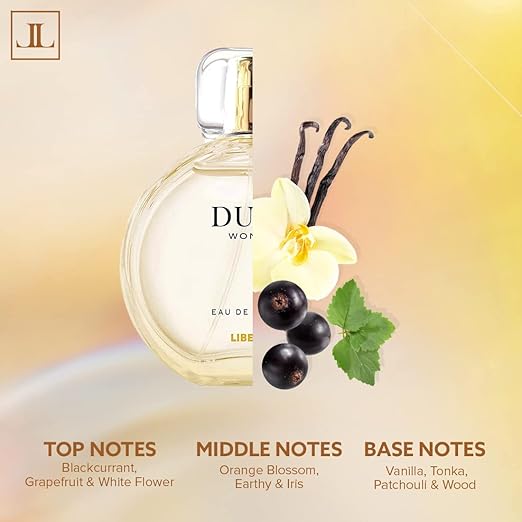 DU
WO
EAU DE
LIBE
TOP NOTES
Blackcurrant,
Grapefruit & White Flower
MIDDLE NOTES
Orange Blossom,
Earthy & Iris
BASE NOTES
Vanilla, Tonka,
Patchouli & Wood